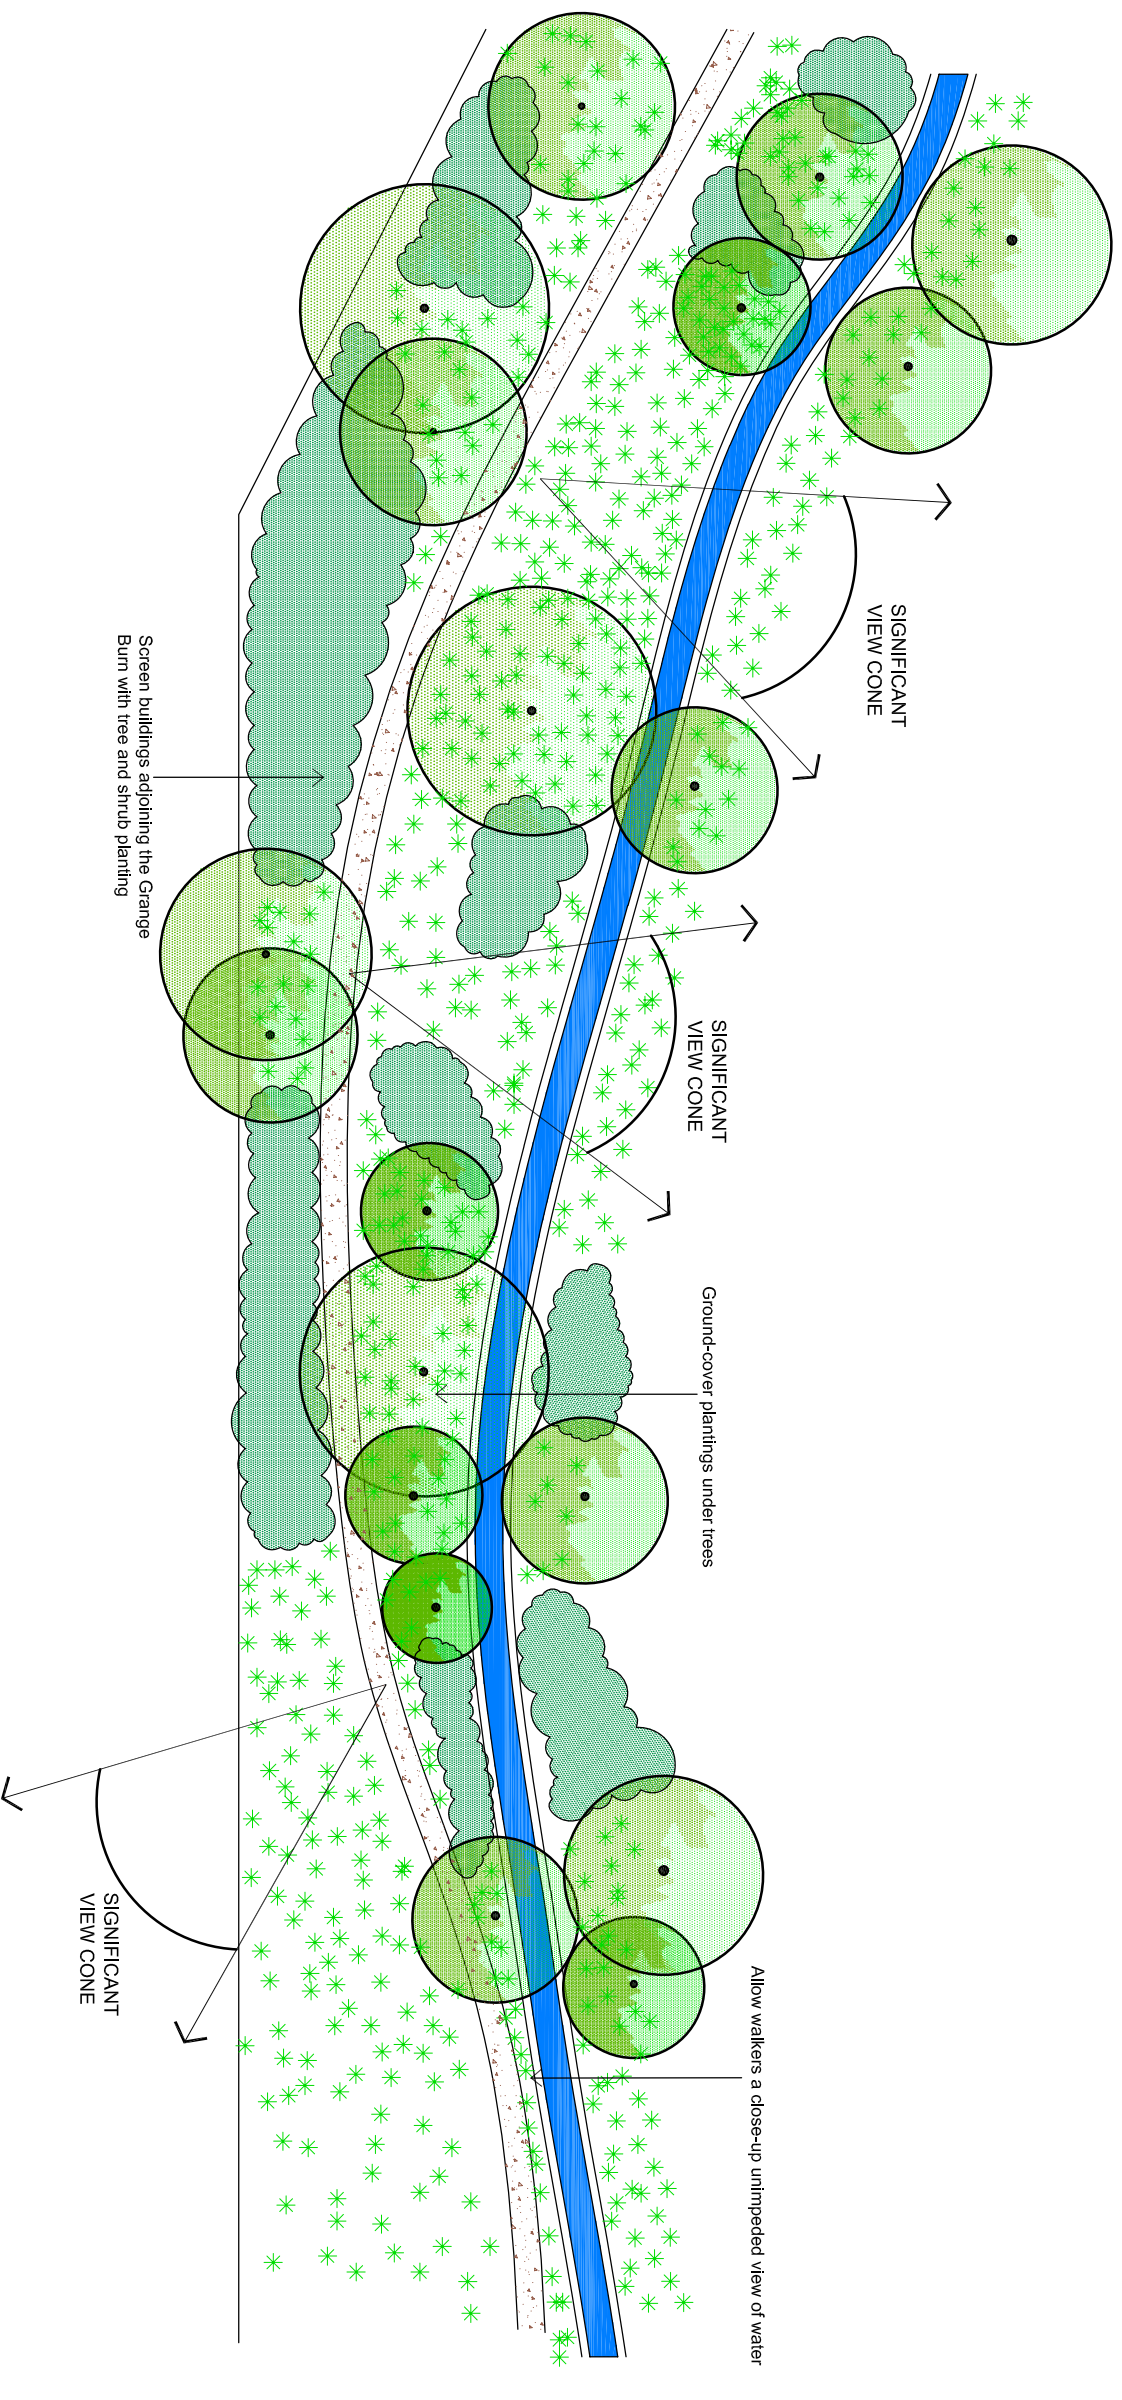 SIGNIFICANT
VIEW CONE
Screen buildings adjoining the Grange
Burn with tree and shrub planting
SIGNIFICANT
VIEW CONE
Ground-cover plantings under trees
SIGNIFICANT
VIEW CONE
Allow walkers a close-up unimpeded view of water